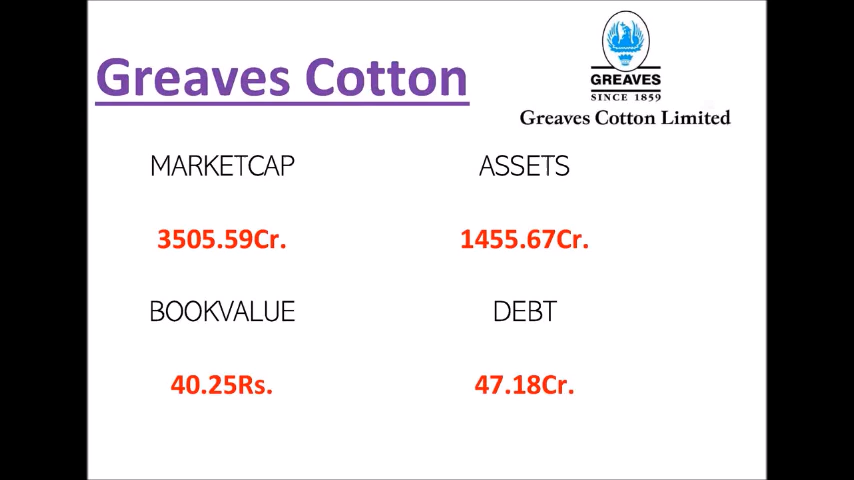 Greaves Cotton
GREAVES
SINCE 1859
Greaves Cotton Limited
MARKETCAP
ASSETS
3505.59Cr.
1455.67Cr.
BOOKVALUE
DEBT
40.25Rs.
47.18Cr.